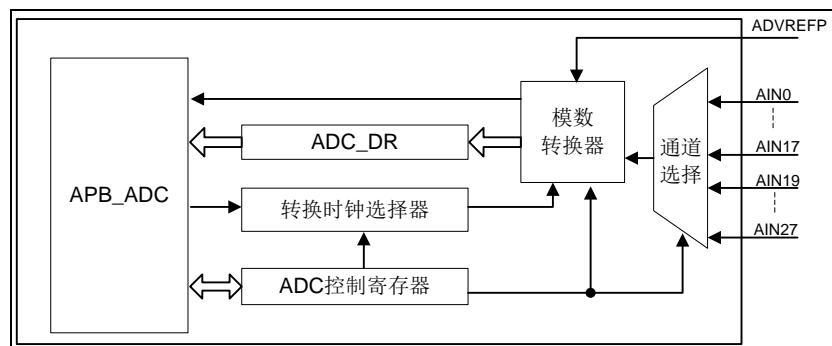 ADVREFP
AIN0
模数
转换器
ADC_DR
通道
选择
AIN17
APB_ADC
AIN19
转换时钟选择器
AIN27
ADC控制寄存器